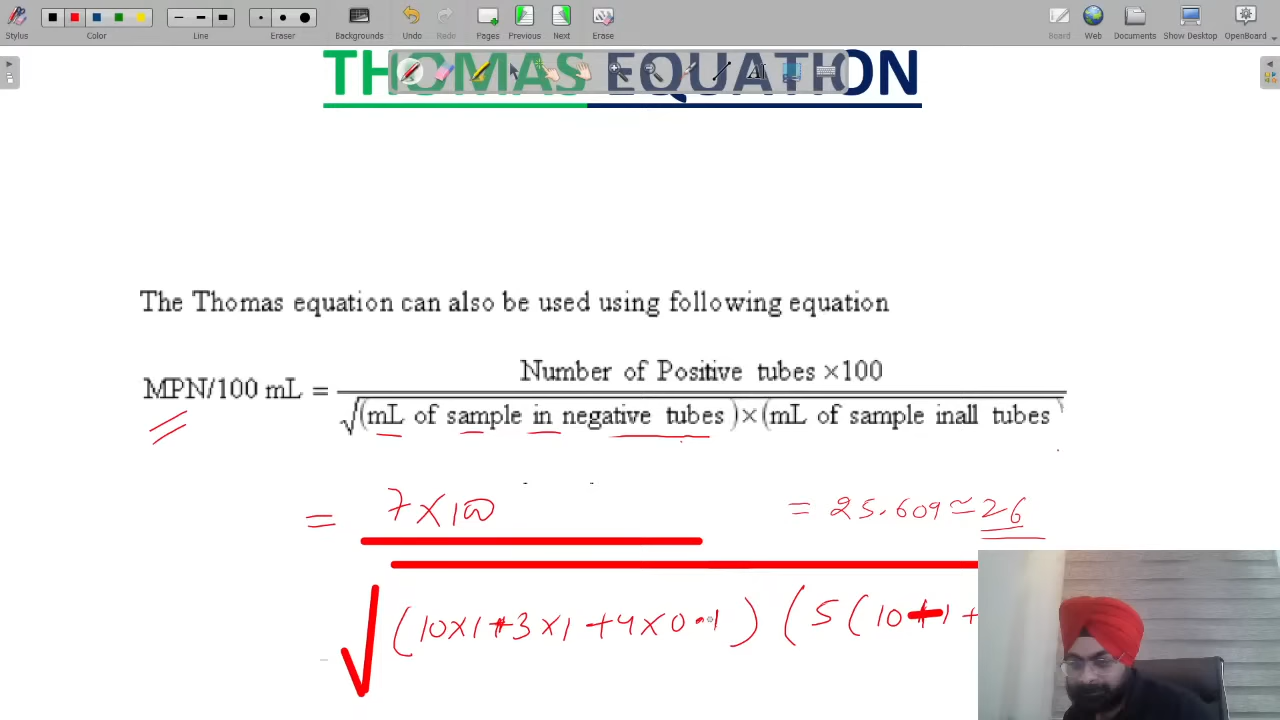 Stylus Color Line Eraser Backgrounds Undo Redo Pages Previous Next Erase Board Web Documents Show Desktop OpenBoard
THOMAS EQUATION
The Thomas equation can also be used using following equation
Number of Positive tubes ×100
MPN/100 mL =
√(mL of sample in negative tubes )×(mL of sample inall tubes )
= 7 × 100 = 25.609 ≃ 26
√(10×1+3×1+4×0.1) (5(10+1+